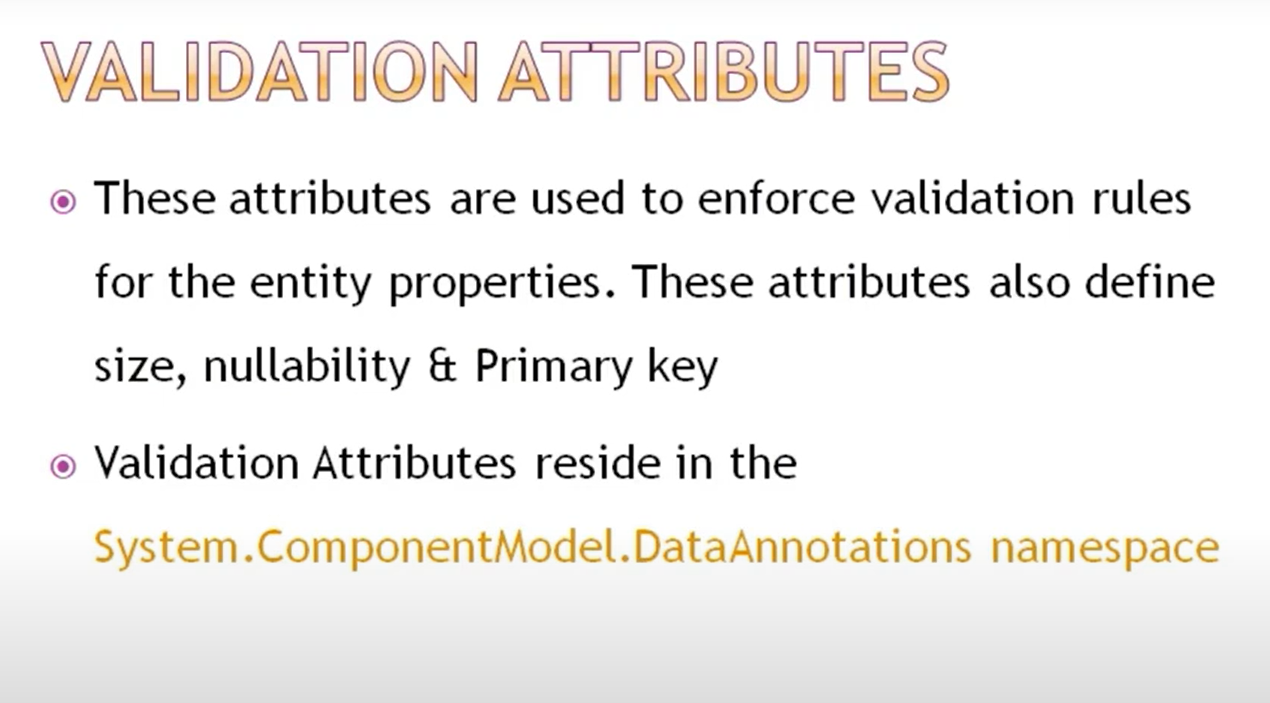 VALIDATION ATTRIBUTES
These attributes are used to enforce validation rules
for the entity properties. These attributes also define
size, nullability & Primary key
Validation Attributes reside in the
System.ComponentModel.DataAnnotations namespace